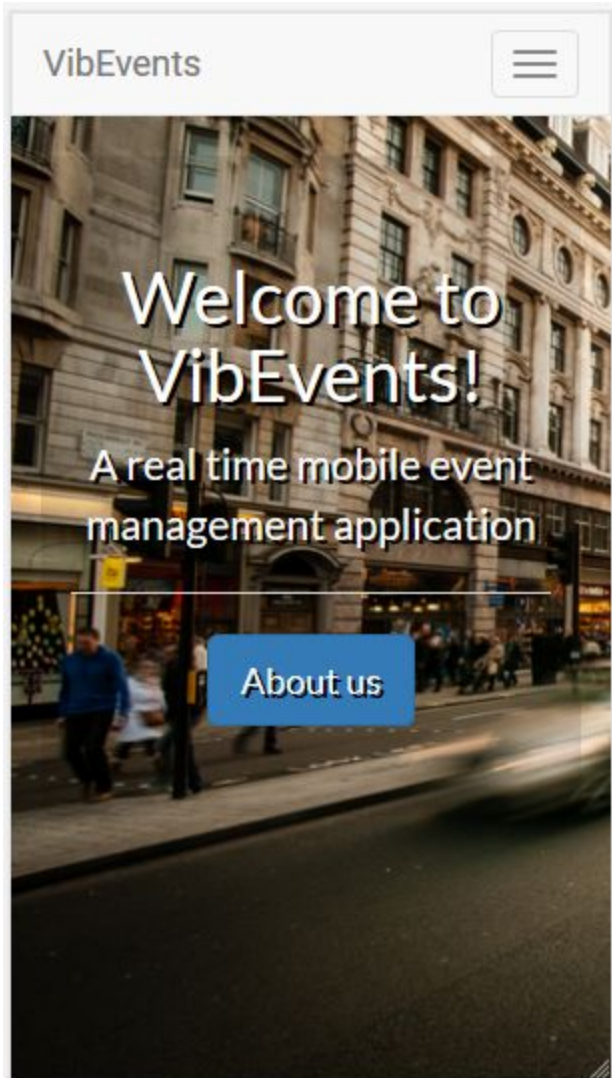 VibEvents
Welcome to
VibEvents!
A real time mobile event
management application
About us